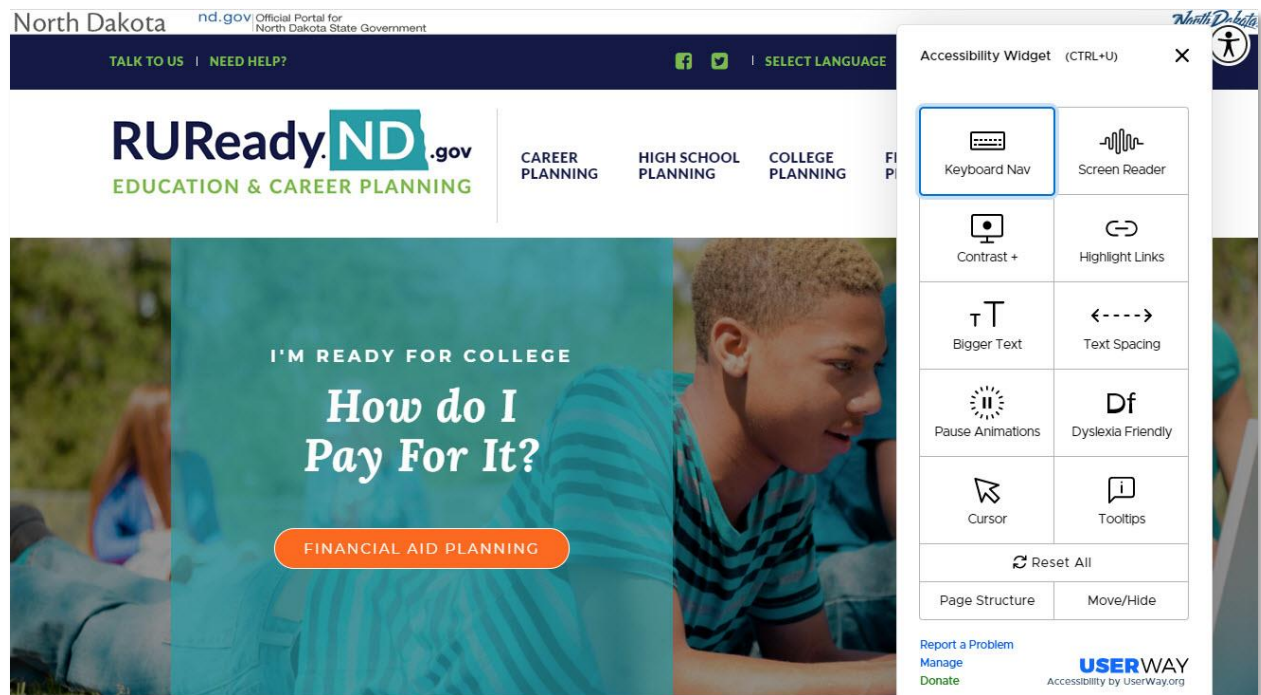 North Dakota nd.gov Official Portal for
North Dakota State Government
North Dakota
TALK TO US | NEED HELP? | SELECT LANGUAGE
RUReady.ND.gov
EDUCATION & CAREER PLANNING
CAREER
PLANNING
HIGH SCHOOL
PLANNING
COLLEGE
PLANNING
I'M READY FOR COLLEGE
How do I
Pay For It?
FINANCIAL AID PLANNING
Accessibility Widget (CTRL+U)
Keyboard Nav
Screen Reader
Contrast +
Highlight Links
TT
Bigger Text
Text Spacing
Pause Animations
Df
Dyslexia Friendly
Cursor
Tooltips
Reset All
Page Structure
Move/Hide
Report a Problem
Manage
Donate
USERWAY
Accessibility by UserWay.org